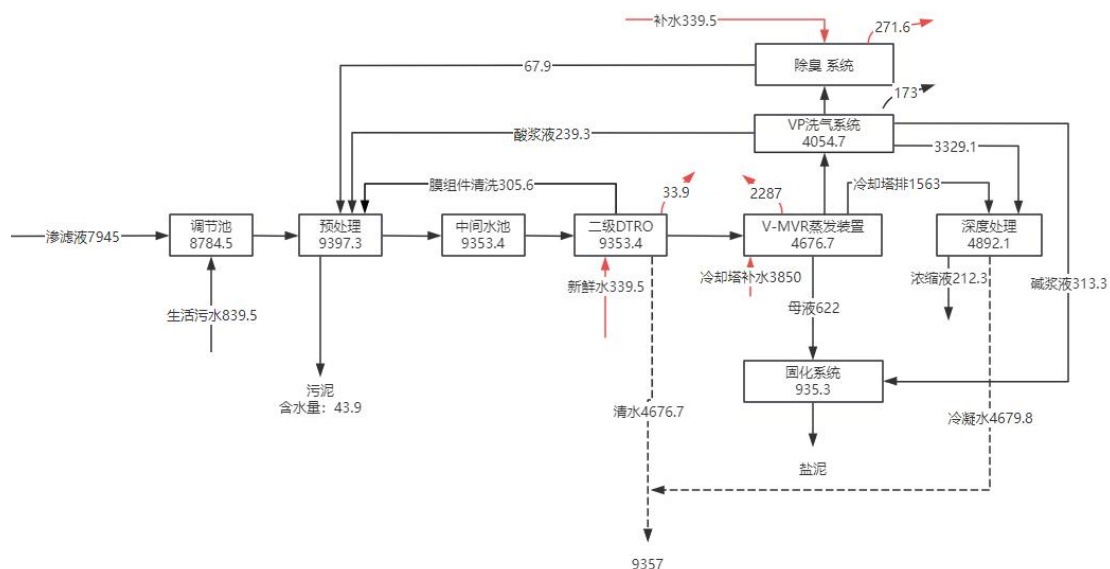 补水339.5
271.6
除臭 系统
67.9
173
VP洗气系统
4054.7
酸浆液239.3
3329.1
膜组件清洗305.6
33.9
2287
冷却塔排1563
渗滤液7945
调节池
8784.5
预处理
9397.3
中间水池
9353.4
二级DTRO
9353.4
V-MVR蒸发装置
4676.7
深度处理
4892.1
新鲜水339.5
冷却塔补水3850
浓缩液212.3
碱浆液313.3
生活污水839.5
母液622
污泥
含水量：43.9
固化系统
935.3
清水4676.7
冷凝水4679.8
盐泥
9357